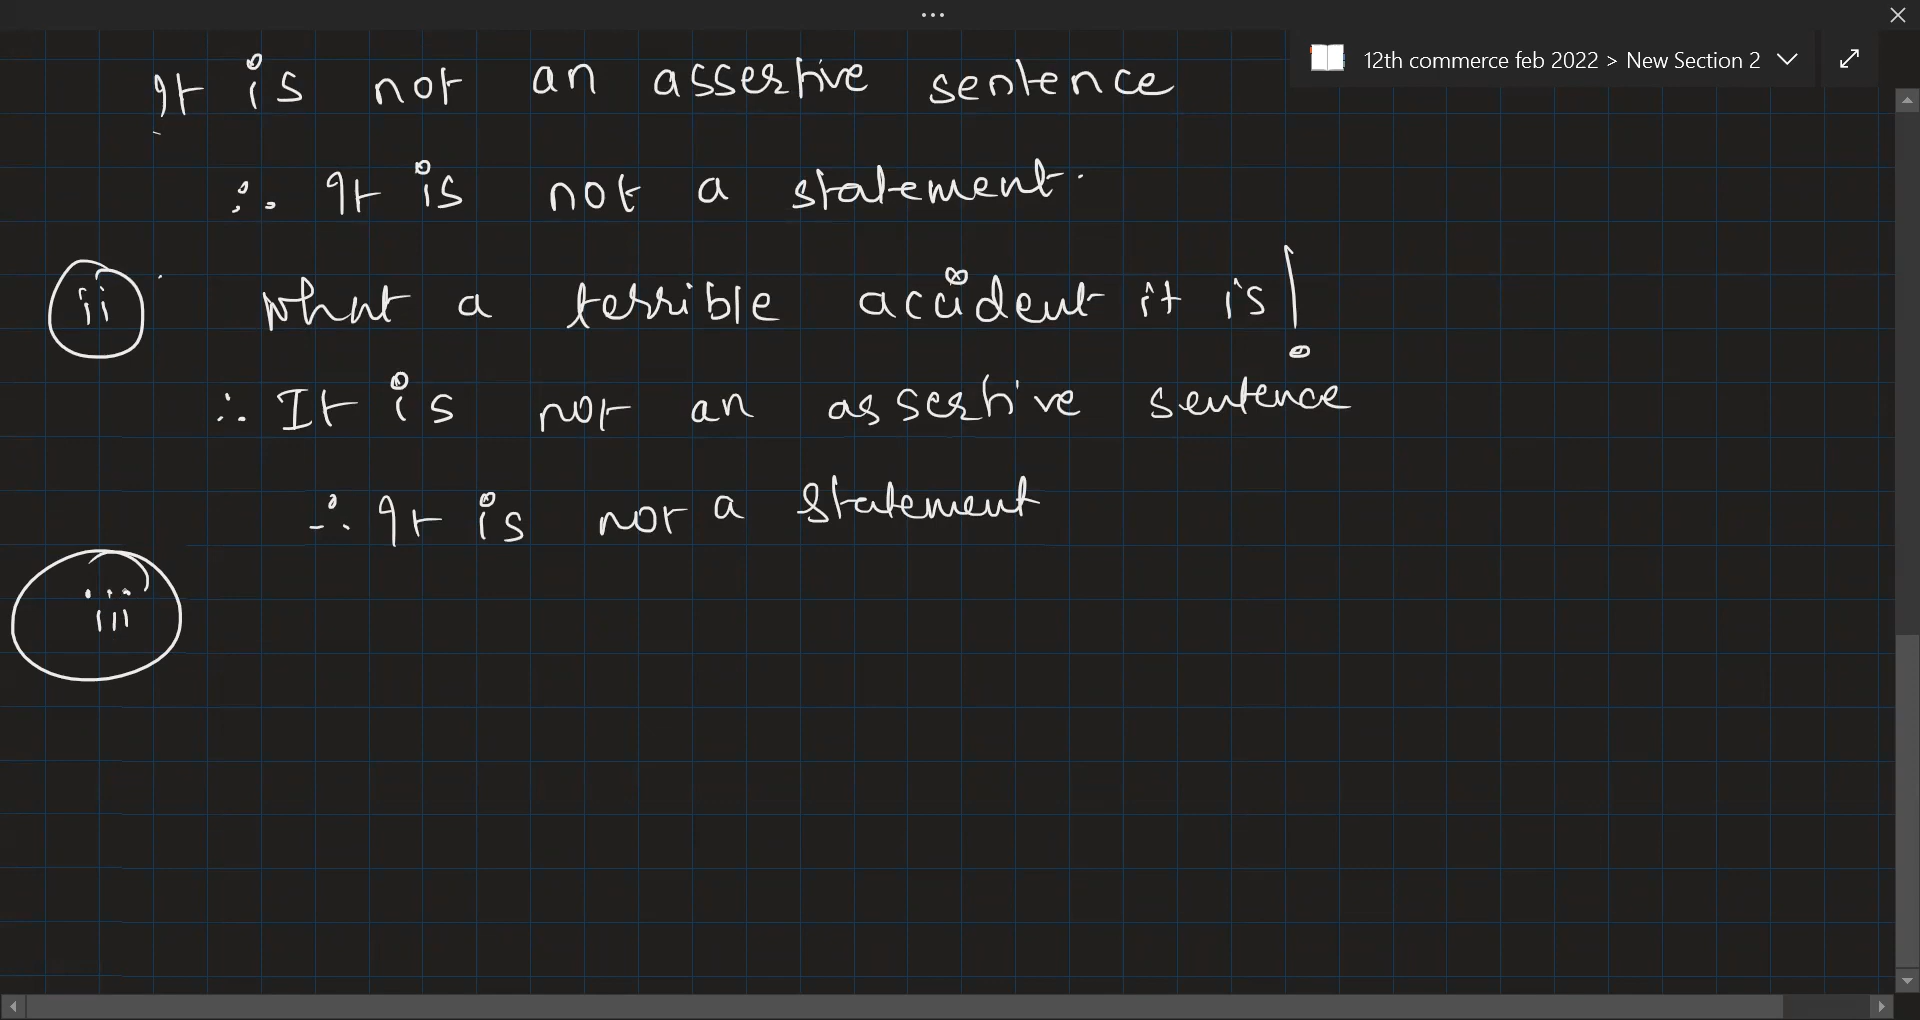 ...
12th commerce feb 2022 > New Section 2
It is not an assertive sentence
∴ It is not a statement.
ii What a terrible accident it is!
∴ It is not an assertive sentence
∴ It is not a statement
iii